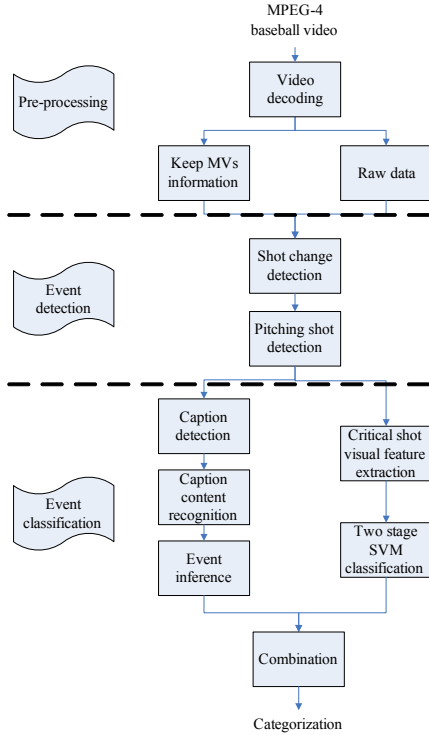 MPEG-4
baseball video
Pre-processing
Video
decoding
Keep MVs
information
Raw data
Event
detection
Shot change
detection
Pitching shot
detection
Event
classification
Caption
detection
Critical shot
visual feature
extraction
Caption
content
recognition
Two stage
SVM
classification
Event
inference
Combination
Categorization